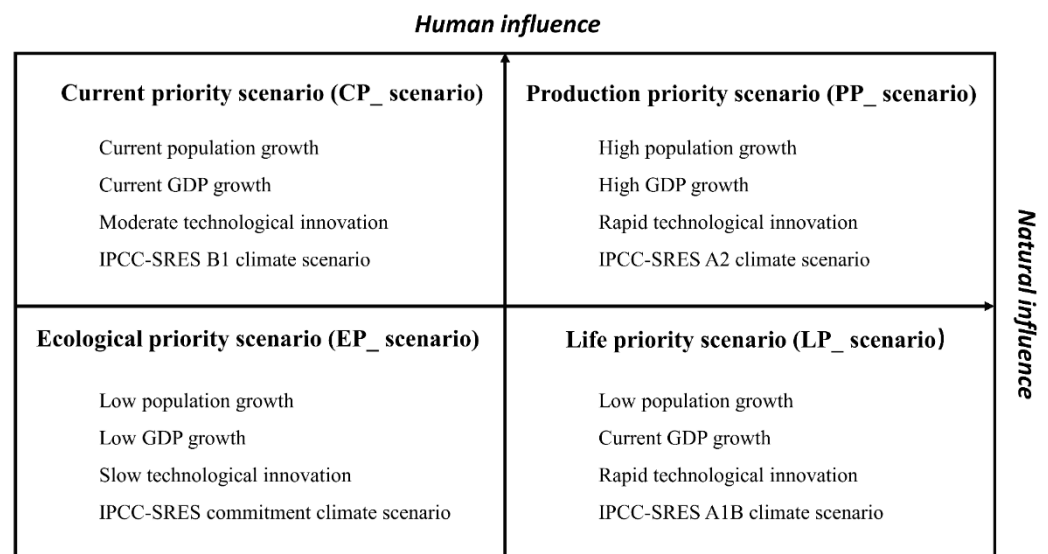 Human influence
Current priority scenario (CP_ scenario)
Current population growth
Current GDP growth
Moderate technological innovation
IPCC-SRES B1 climate scenario
Production priority scenario (PP_ scenario)
High population growth
High GDP growth
Rapid technological innovation
IPCC-SRES A2 climate scenario
Natural influence
Ecological priority scenario (EP_ scenario)
Low population growth
Low GDP growth
Slow technological innovation
IPCC-SRES commitment climate scenario
Life priority scenario (LP_ scenario)
Low population growth
Current GDP growth
Rapid technological innovation
IPCC-SRES A1B climate scenario